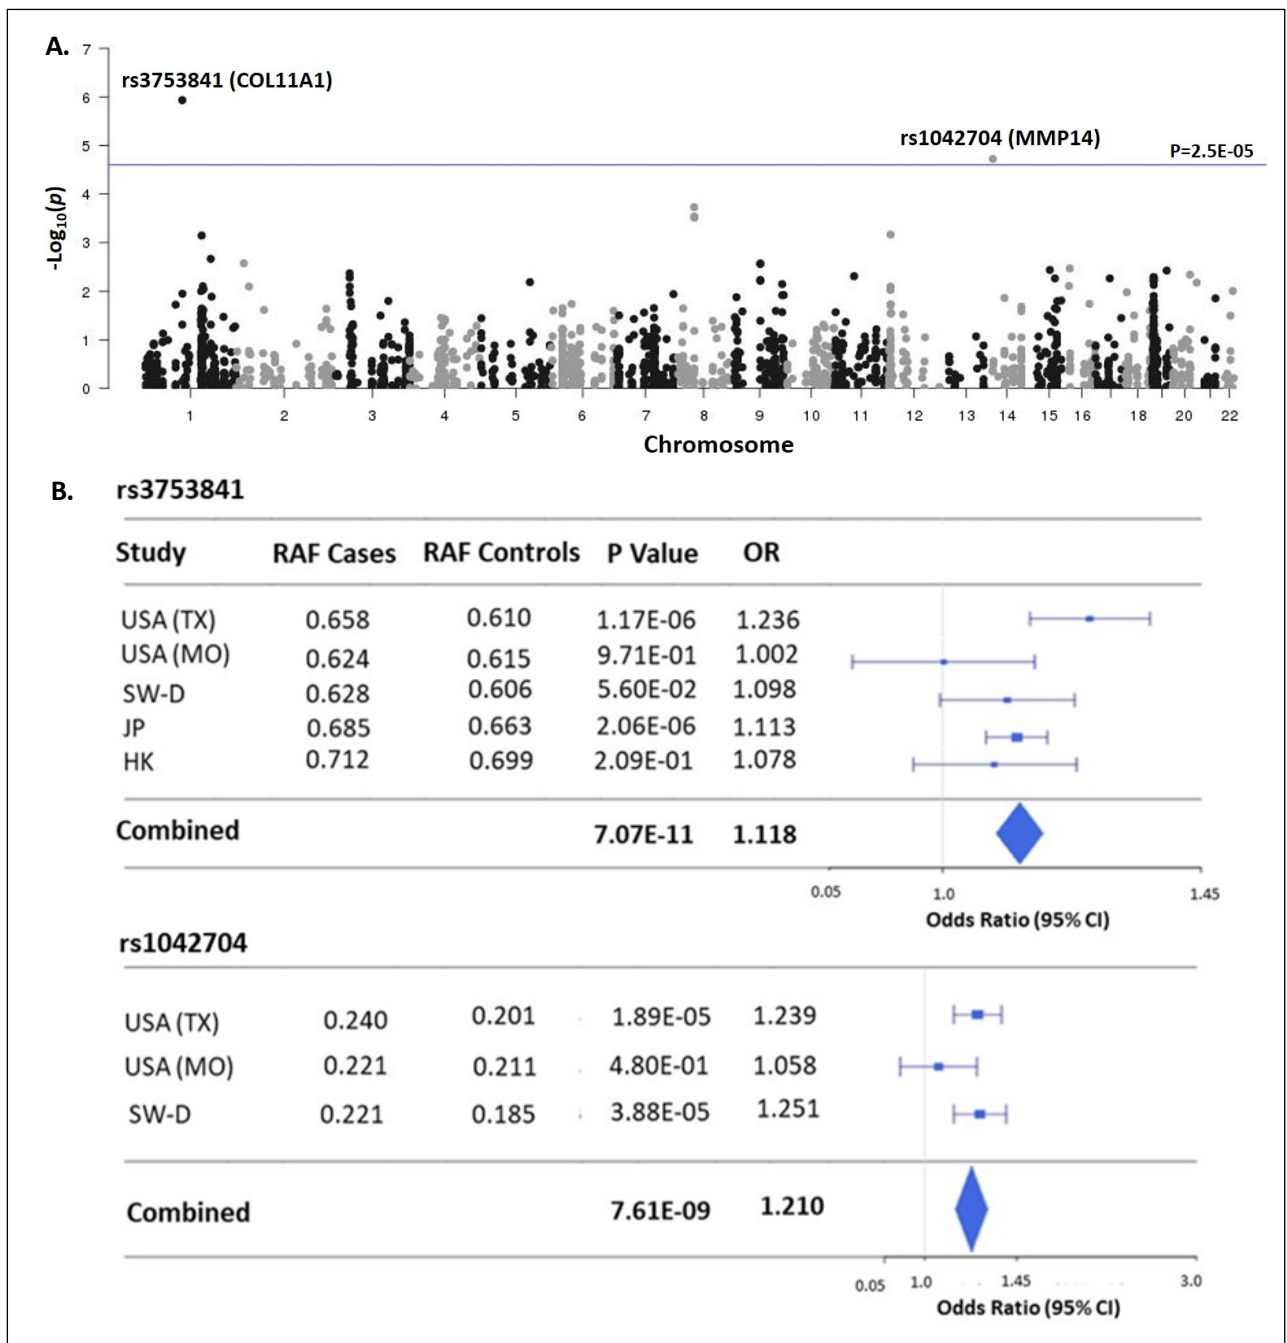 A.
7
rs3753841 (COL11A1)
6
5
rs1042704 (MMP14)
P=2.5E-05
4
3
2
1
0
-Log10(p)
1 2 3 4 5 6 7 8 9 10 11 12 13 14 15 16 18 20 22
Chromosome
B.
rs3753841
Study RAF Cases RAF Controls P Value OR
USA (TX) 0.658 0.610 1.17E-06 1.236
USA (MO) 0.624 0.615 9.71E-01 1.002
SW-D 0.628 0.606 5.60E-02 1.098
JP 0.685 0.663 2.06E-06 1.113
HK 0.712 0.699 2.09E-01 1.078
Combined 7.07E-11 1.118
0.05 1.0 1.45
Odds Ratio (95% CI)
rs1042704
USA (TX) 0.240 0.201 1.89E-05 1.239
USA (MO) 0.221 0.211 4.80E-01 1.058
SW-D 0.221 0.185 3.88E-05 1.251
Combined 7.61E-09 1.210
0.05 1.0 1.45 3.0
Odds Ratio (95% CI)